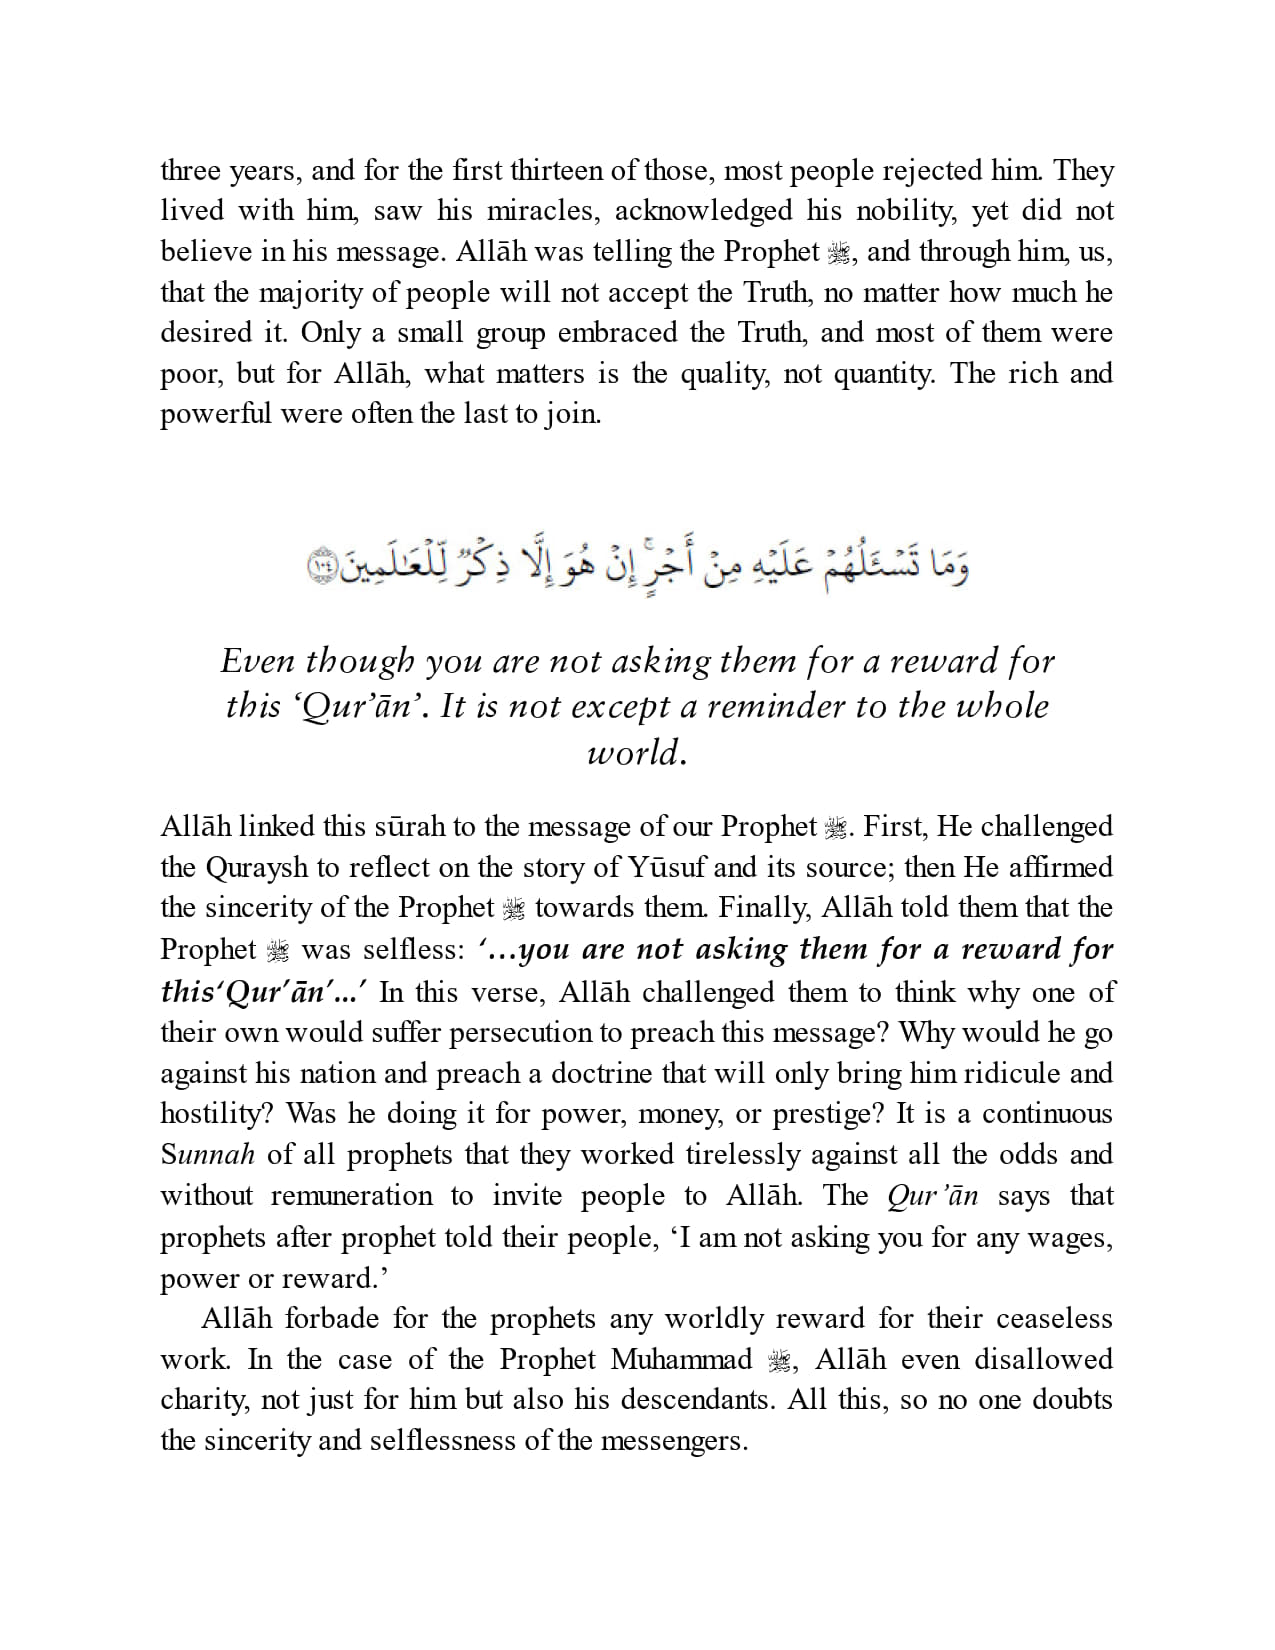 three years, and for the first thirteen of those, most people rejected him. They
lived with him, saw his miracles, acknowledged his nobility, yet did not
believe in his message. Allāh was telling the Prophet ﷺ, and through him, us,
that the majority of people will not accept the Truth, no matter how much he
desired it. Only a small group embraced the Truth, and most of them were
poor, but for Allāh, what matters is the quality, not quantity. The rich and
powerful were often the last to join.
وَمَا تَسْـَٔلُهُمْ عَلَيْهِ مِنْ أَجْرٍ ۚ إِنْ هُوَ إِلَّا ذِكْرٌ لِّلْعَـٰلَمِينَ ١٠٤
Even though you are not asking them for a reward for
this ‘Qur’ān’. It is not except a reminder to the whole
world.
Allāh linked this sūrah to the message of our Prophet ﷺ. First, He challenged
the Quraysh to reflect on the story of Yūsuf and its source; then He affirmed
the sincerity of the Prophet ﷺ towards them. Finally, Allāh told them that the
Prophet ﷺ was selfless: ‘…you are not asking them for a reward for
this‘Qur’ān’...’ In this verse, Allāh challenged them to think why one of
their own would suffer persecution to preach this message? Why would he go
against his nation and preach a doctrine that will only bring him ridicule and
hostility? Was he doing it for power, money, or prestige? It is a continuous
Sunnah of all prophets that they worked tirelessly against all the odds and
without remuneration to invite people to Allāh. The Qur’ān says that
prophets after prophet told their people, ‘I am not asking you for any wages,
power or reward.’
Allāh forbade for the prophets any worldly reward for their ceaseless
work. In the case of the Prophet Muhammad ﷺ, Allāh even disallowed
charity, not just for him but also his descendants. All this, so no one doubts
the sincerity and selflessness of the messengers.